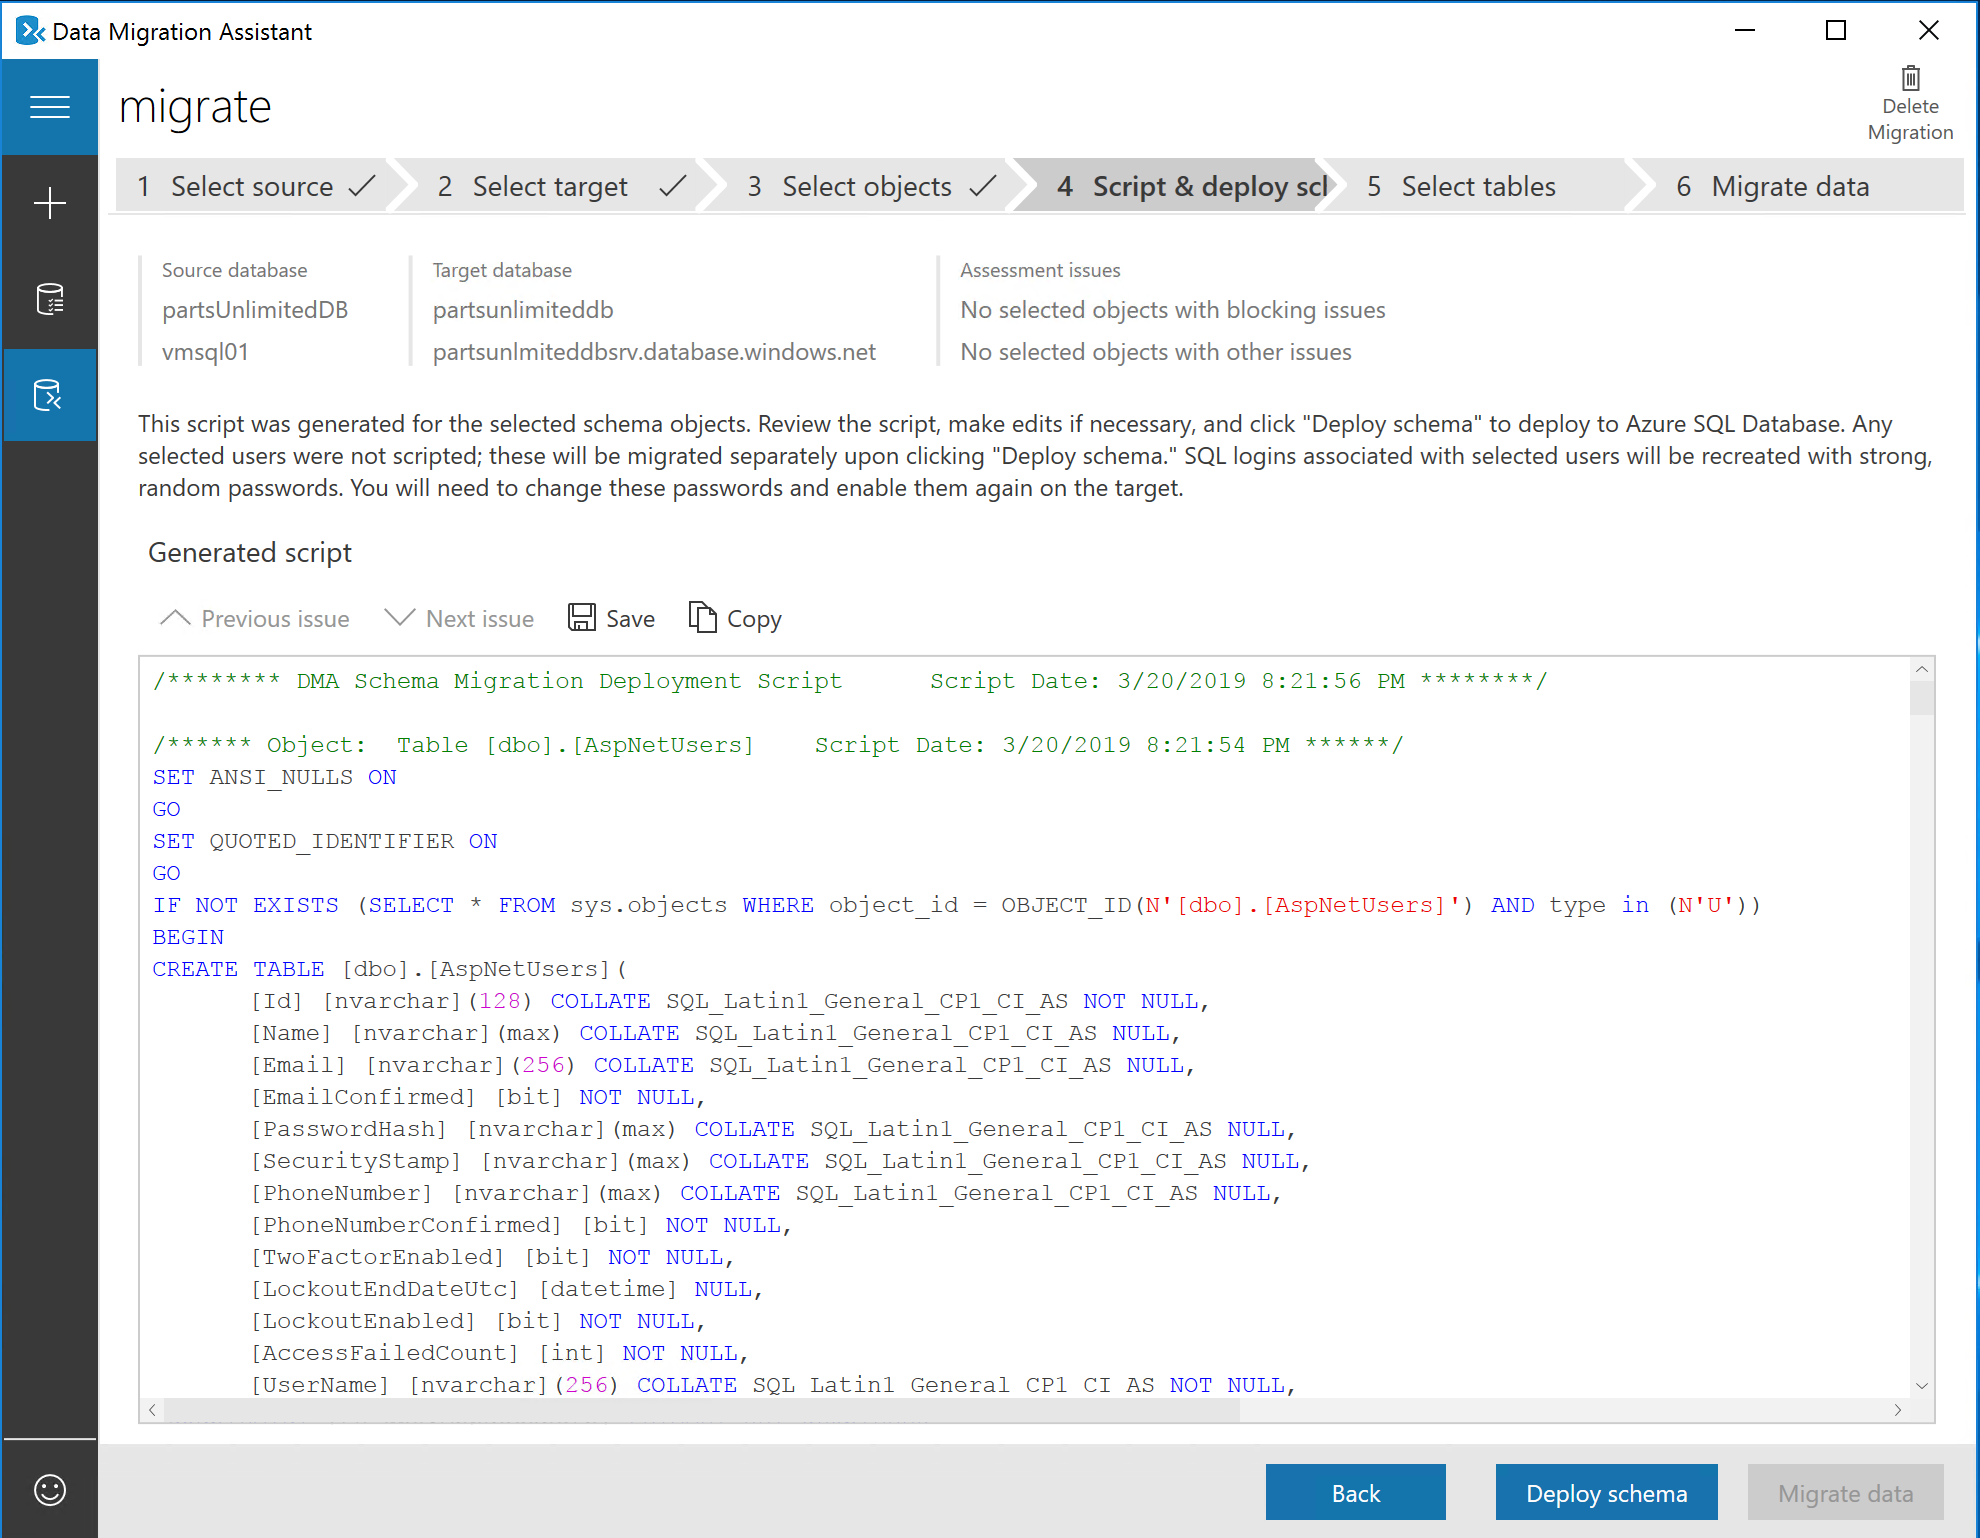 Data Migration Assistant
migrate
Delete
Migration
1 Select source
2 Select target
3 Select objects
4 Script & deploy scl
5 Select tables
6 Migrate data
Source database
partsUnlimitedDB
vmsql01
Target database
partsunlimiteddb
partsunlmiteddbsrv.database.windows.net
Assessment issues
No selected objects with blocking issues
No selected objects with other issues
This script was generated for the selected schema objects. Review the script, make edits if necessary, and click "Deploy schema" to deploy to Azure SQL Database. Any
selected users were not scripted; these will be migrated separately upon clicking "Deploy schema." SQL logins associated with selected users will be recreated with strong,
random passwords. You will need to change these passwords and enable them again on the target.
Generated script
Previous issue Next issue Save Copy
/******** DMA Schema Migration Deployment Script      Script Date: 3/20/2019 8:21:56 PM ********/
/****** Object:  Table [dbo].[AspNetUsers]    Script Date: 3/20/2019 8:21:54 PM ******/
SET ANSI_NULLS ON
GO
SET QUOTED_IDENTIFIER ON
GO
IF NOT EXISTS (SELECT * FROM sys.objects WHERE object_id = OBJECT_ID(N'[dbo].[AspNetUsers]') AND type in (N'U'))
BEGIN
CREATE TABLE [dbo].[AspNetUsers](
[Id] [nvarchar](128) COLLATE SQL_Latin1_General_CP1_CI_AS NOT NULL,
[Name] [nvarchar](max) COLLATE SQL_Latin1_General_CP1_CI_AS NULL,
[Email] [nvarchar](256) COLLATE SQL_Latin1_General_CP1_CI_AS NULL,
[EmailConfirmed] [bit] NOT NULL,
[PasswordHash] [nvarchar](max) COLLATE SQL_Latin1_General_CP1_CI_AS NULL,
[SecurityStamp] [nvarchar](max) COLLATE SQL_Latin1_General_CP1_CI_AS NULL,
[PhoneNumber] [nvarchar](max) COLLATE SQL_Latin1_General_CP1_CI_AS NULL,
[PhoneNumberConfirmed] [bit] NOT NULL,
[TwoFactorEnabled] [bit] NOT NULL,
[LockoutEndDateUtc] [datetime] NULL,
[LockoutEnabled] [bit] NOT NULL,
[AccessFailedCount] [int] NOT NULL,
[UserName] [nvarchar](256) COLLATE SQL Latin1 General CP1 CI AS NOT NULL,
Back
Deploy schema
Migrate data